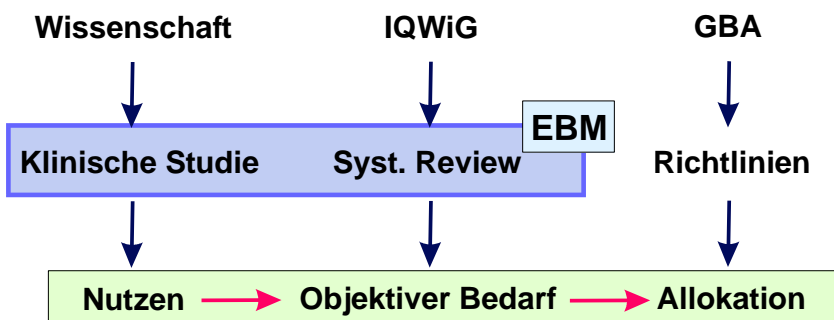 Wissenschaft IQWiG GBA
EBM
Klinische Studie Syst. Review Richtlinien
Nutzen Objektiver Bedarf Allokation